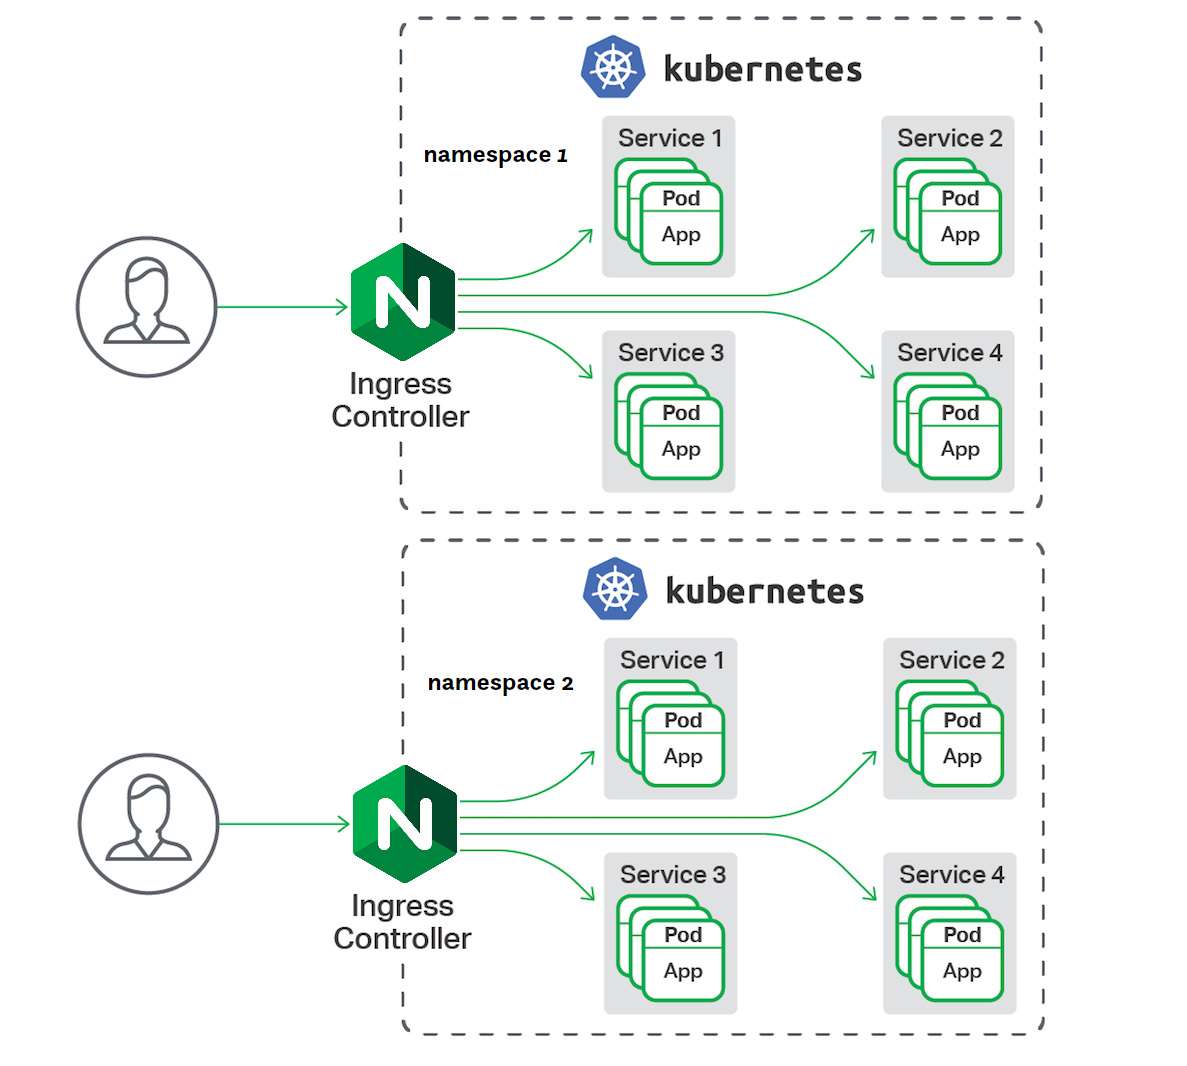 kubernetes
namespace 1
Service 1
Pod
App
Service 2
Pod
App
N
Ingress
Controller
Service 3
Pod
App
Service 4
Pod
App
kubernetes
namespace 2
Service 1
Pod
App
Service 2
Pod
App
N
Ingress
Controller
Service 3
Pod
App
Service 4
Pod
App